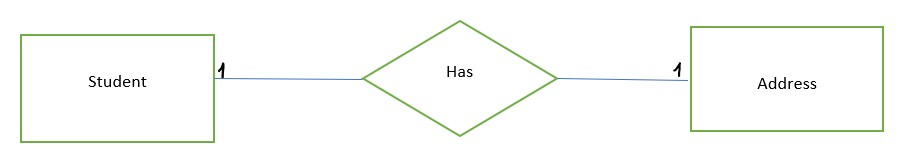 Student
1
Has
1
Address